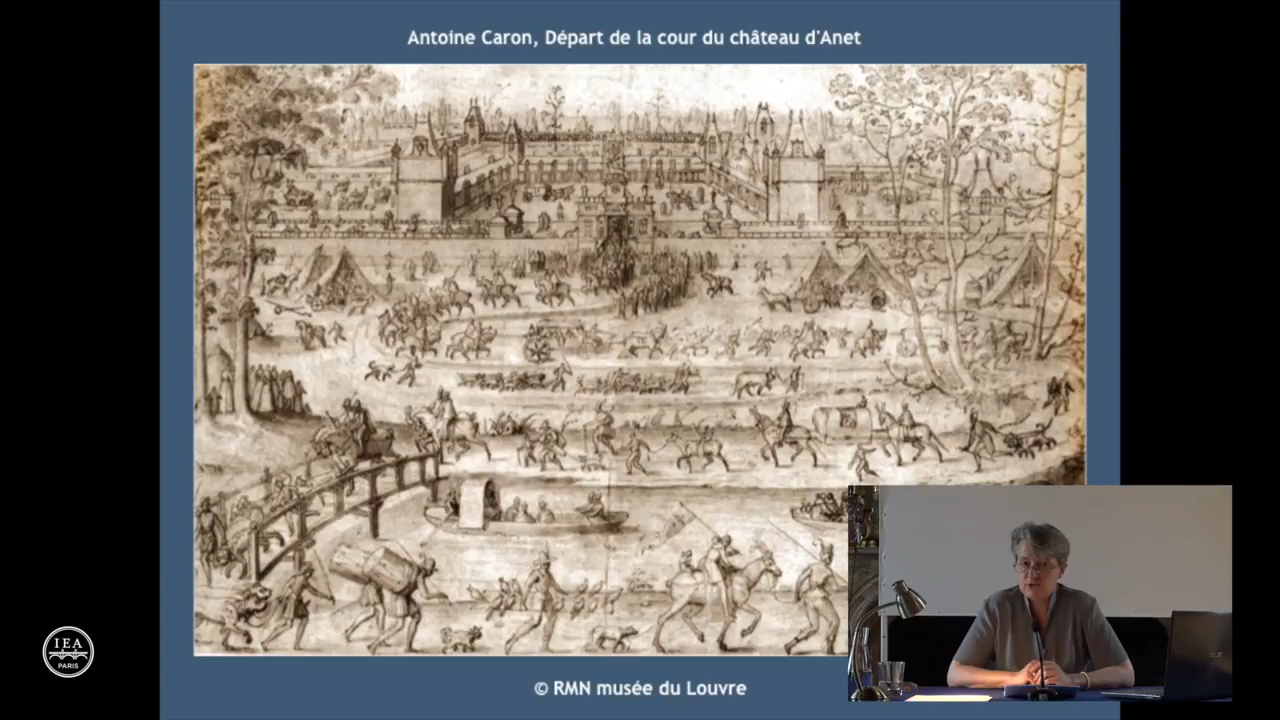 Antoine Caron, Départ de la cour du château d'Anet
© RMN musée du Louvre
IEA
PARIS